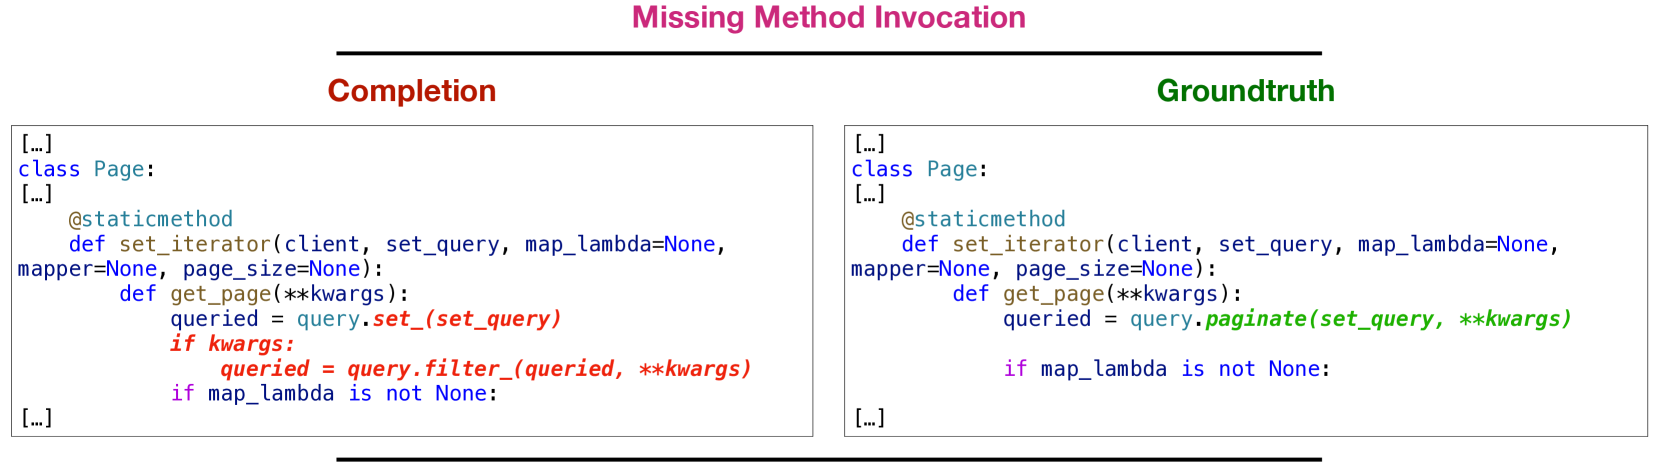 Missing Method Invocation
Completion
[…]
class Page:
[…]
    @staticmethod
    def set_iterator(client, set_query, map_lambda=None,
mapper=None, page_size=None):
        def get_page(**kwargs):
            queried = query.set_(set_query)
            if kwargs:
                queried = query.filter_(queried, **kwargs)
            if map_lambda is not None:
[…]
Groundtruth
[…]
class Page:
[…]
    @staticmethod
    def set_iterator(client, set_query, map_lambda=None,
mapper=None, page_size=None):
        def get_page(**kwargs):
            queried = query.paginate(set_query, **kwargs)
            if map_lambda is not None:
[…]